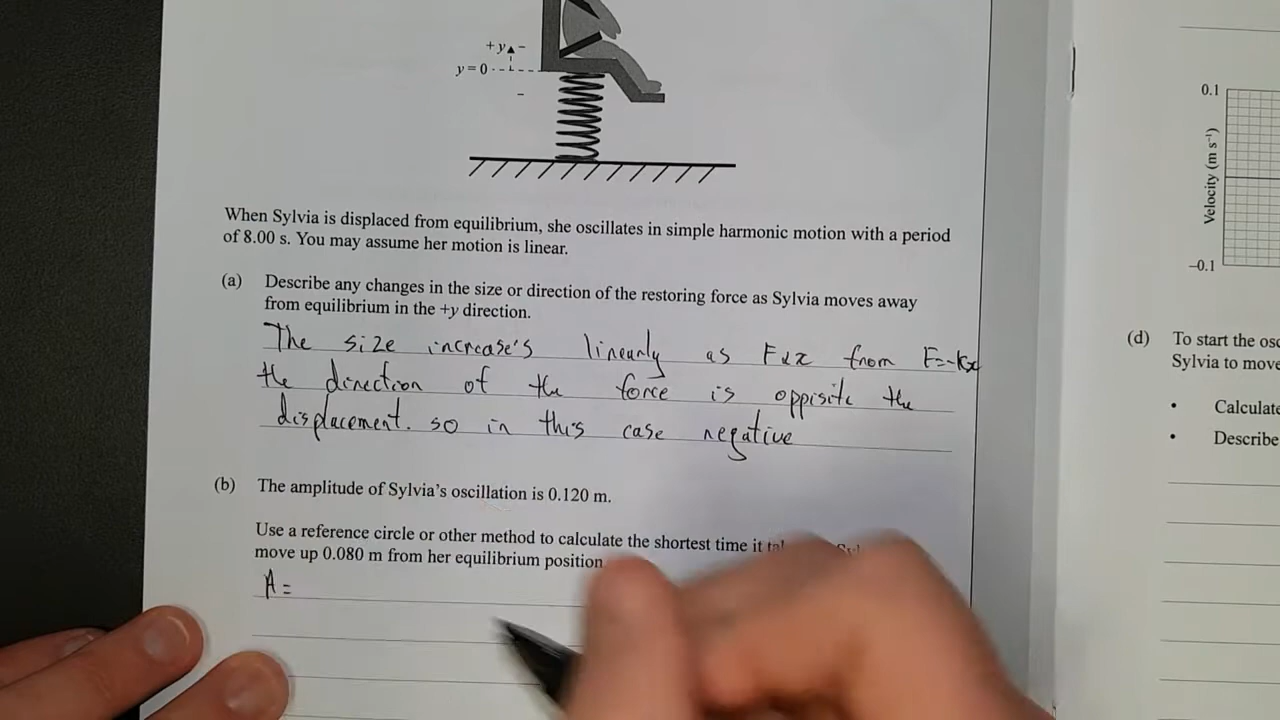 +y
y = 0
0.1
Velocity (m s⁻¹)
–0.1
When Sylvia is displaced from equilibrium, she oscillates in simple harmonic motion with a period
of 8.00 s. You may assume her motion is linear.
(a) Describe any changes in the size or direction of the restoring force as Sylvia moves away
from equilibrium in the +y direction.
The size increase's linearly as F∝x from F=-kx
the direction of the force is opposite the
displacement. so in this case negative
(b) The amplitude of Sylvia's oscillation is 0.120 m.
Use a reference circle or other method to calculate the shortest time it
move up 0.080 m from her equilibrium position
A =
(d) To start the
Sylvia to move
• Calculate
• Describe